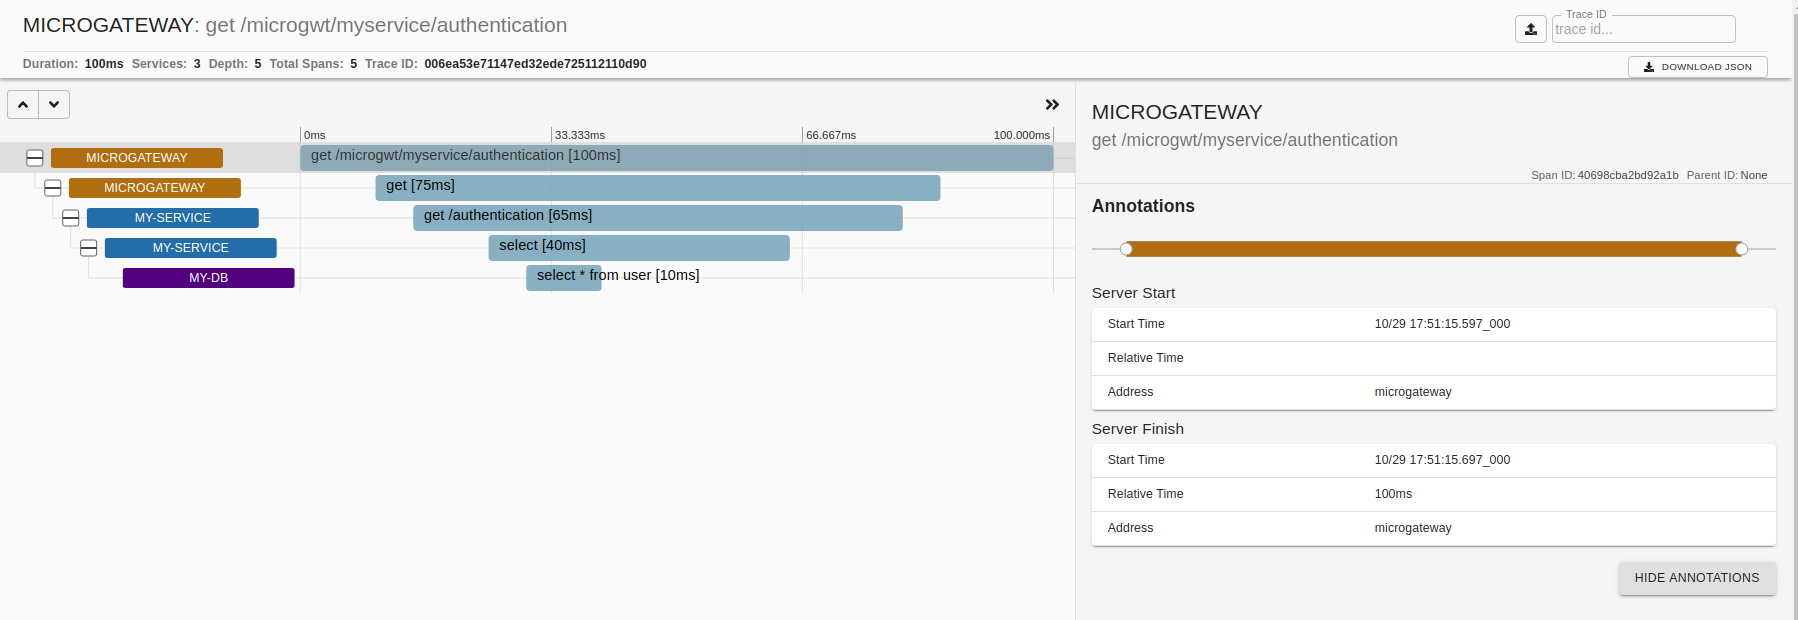 MICROGATEWAY: get /microgwt/myservice/authentication
Trace ID
trace id...
Duration: 100ms Services: 3 Depth: 5 Total Spans: 5 Trace ID: 006ea53e71147ed32ede725112110d90
DOWNLOAD JSON
0ms 33.333ms 66.667ms 100.000ms
MICROGATEWAY get /microgwt/myservice/authentication [100ms]
MICROGATEWAY get [75ms]
MY-SERVICE get /authentication [65ms]
MY-SERVICE select [40ms]
MY-DB select * from user [10ms]
MICROGATEWAY
get /microgwt/myservice/authentication
Span ID: 40698cba2bd92a1b Parent ID: None
Annotations
Server Start
Start Time 10/29 17:51:15.597_000
Relative Time
Address microgateway
Server Finish
Start Time 10/29 17:51:15.697_000
Relative Time 100ms
Address microgateway
HIDE ANNOTATIONS